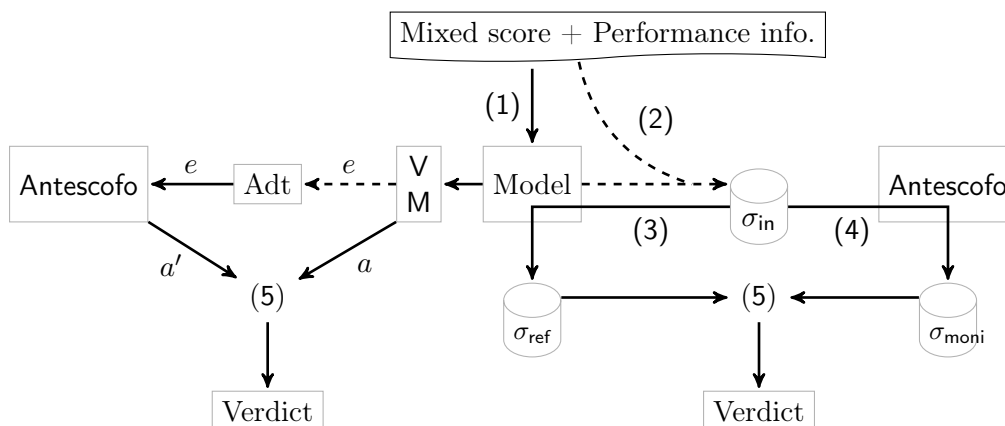 Mixed score + Performance info.
(1)
(2)
Antescofo
e
Adt
e
V
M
Model
σin
Antescofo
(3)
(4)
a′
a
(5)
σref
(5)
σmoni
Verdict
Verdict